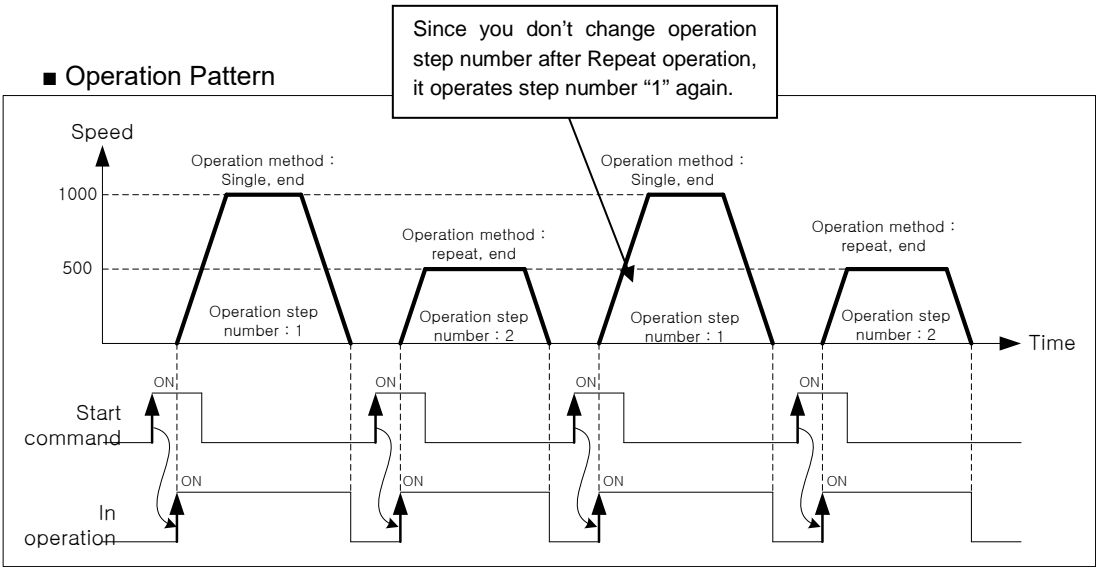 Since you don't change operation
step number after Repeat operation,
it operates step number “1” again.
■ Operation Pattern
Speed
Operation method :
Single, end
Operation method :
Single, end
1000
Operation method :
repeat, end
Operation method :
repeat, end
500
Operation step
number : 1
Operation step
number : 2
Operation step
number : 1
Operation step
number : 2
Time
ON
ON
ON
ON
Start
command
ON
ON
ON
ON
In
operation